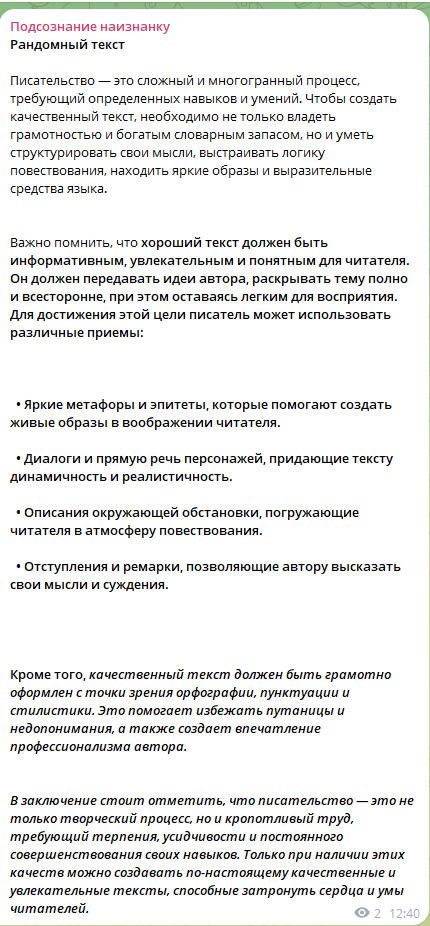 Подсознание наизнанку
Рандомный текст
Писательство — это сложный и многогранный процесс,
требующий определенных навыков и умений. Чтобы создать
качественный текст, необходимо не только владеть
грамотностью и богатым словарным запасом, но и уметь
структурировать свои мысли, выстраивать логику
повествования, находить яркие образы и выразительные
средства языка.
Важно помнить, что хороший текст должен быть
информативным, увлекательным и понятным для читателя.
Он должен передавать идеи автора, раскрывать тему полно
и всесторонне, при этом оставаясь легким для восприятия.
Для достижения этой цели писатель может использовать
различные приемы:
• Яркие метафоры и эпитеты, которые помогают создать
живые образы в воображении читателя.
• Диалоги и прямую речь персонажей, придающие тексту
динамичность и реалистичность.
• Описания окружающей обстановки, погружающие
читателя в атмосферу повествования.
• Отступления и ремарки, позволяющие автору высказать
свои мысли и суждения.
Кроме того, качественный текст должен быть грамотно
оформлен с точки зрения орфографии, пунктуации и
стилистики. Это помогает избежать путаницы и
недопонимания, а также создает впечатление
профессионализма автора.
В заключение стоит отметить, что писательство — это не
только творческий процесс, но и кропотливый труд,
требующий терпения, усидчивости и постоянного
совершенствования своих навыков. Только при наличии этих
качеств можно создавать по-настоящему качественные и
увлекательные тексты, способные затронуть сердца и умы
читателей.
2 12:40